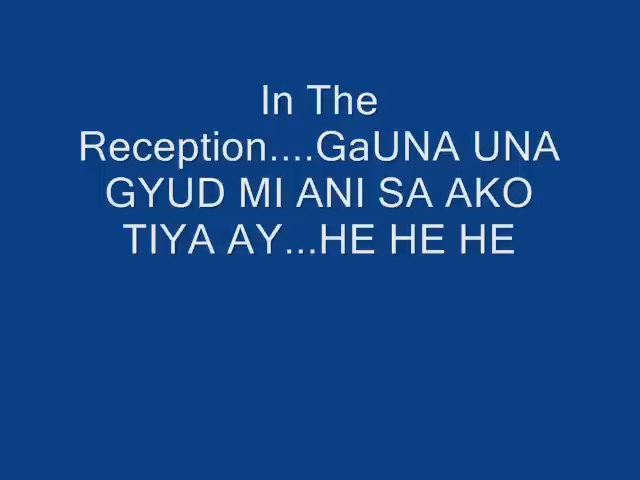 In The
Reception....GaUNA UNA
GYUD MI ANI SA AKO
TIYA AY...HE HE HE